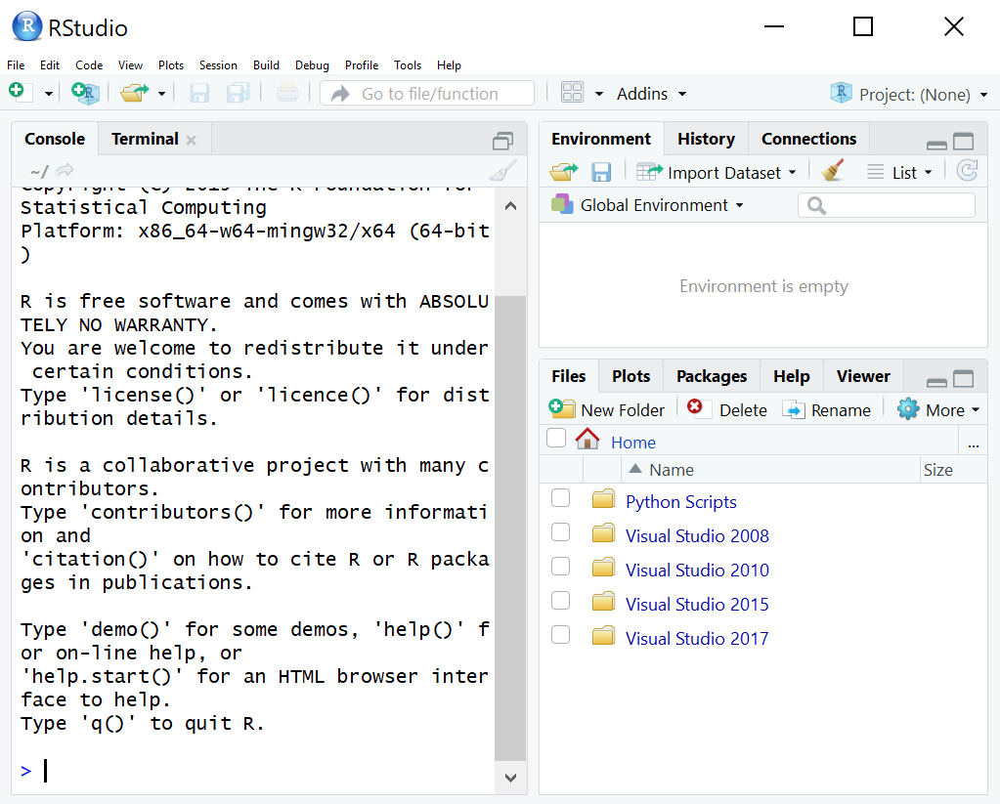 RStudio
File Edit Code View Plots Session Build Debug Profile Tools Help
Go to file/function Addins Project: (None)
Console Terminal
~/
Statistical Computing
Platform: x86_64-w64-mingw32/x64 (64-bit
)
R is free software and comes with ABSOLU
TELY NO WARRANTY.
You are welcome to redistribute it under
certain conditions.
Type 'license()' or 'licence()' for dist
ribution details.
R is a collaborative project with many c
ontributors.
Type 'contributors()' for more informati
on and
'citation()' on how to cite R or R packa
ges in publications.
Type 'demo()' for some demos, 'help()' f
or on-line help, or
'help.start()' for an HTML browser inter
face to help.
Type 'q()' to quit R.
>
Environment History Connections
Import Dataset List
Global Environment
Environment is empty
Files Plots Packages Help Viewer
New Folder Delete Rename More
Home ...
Name Size
Python Scripts
Visual Studio 2008
Visual Studio 2010
Visual Studio 2015
Visual Studio 2017